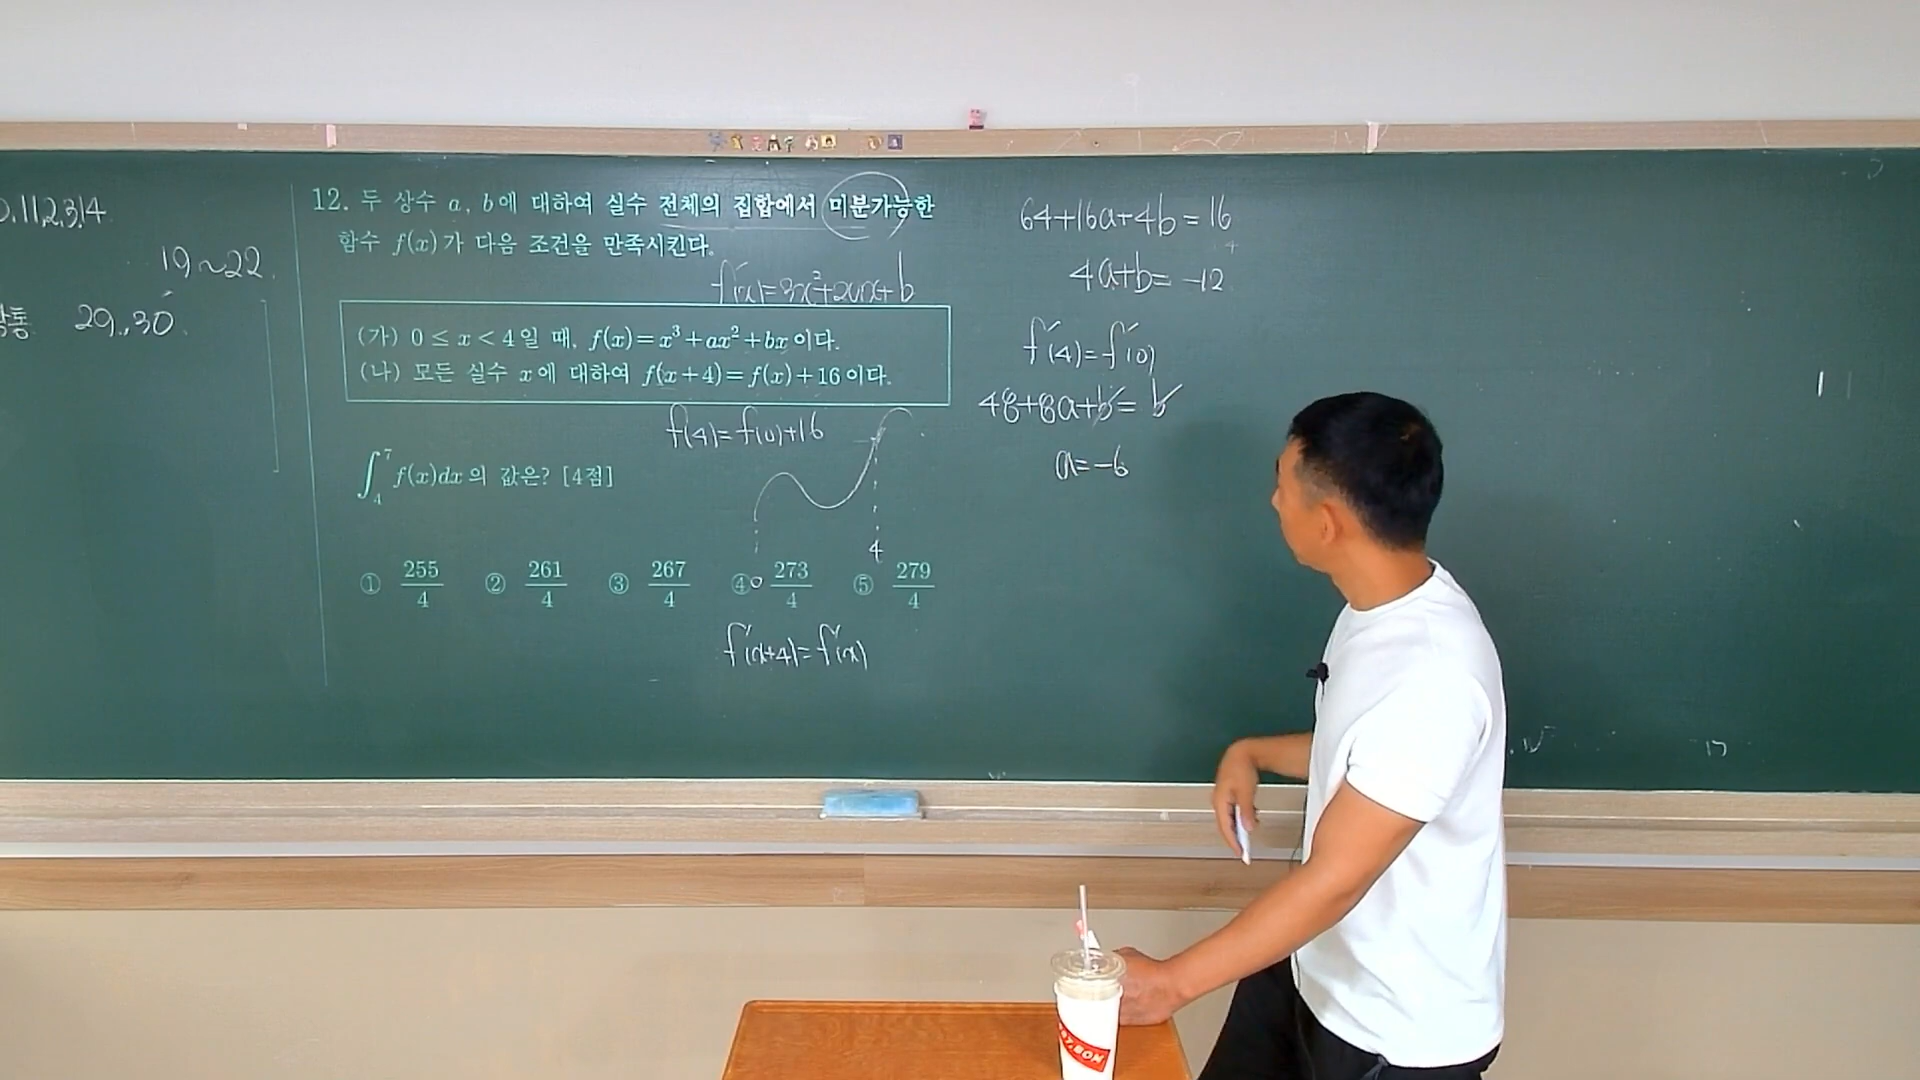 0.11,2,3,14
19~22.
29, 30.
12. 두 상수 a, b에 대하여 실수 전체의 집합에서 미분가능한
함수 f(x)가 다음 조건을 만족시킨다.
f'(x)=3x²+2ax+b
(가) 0 ≤ x < 4일 때, f(x)=x³+ax²+bx이다.
(나) 모든 실수 x에 대하여 f(x+4)=f(x)+16이다.
f(4)=f(0)+16
∫₄⁷ f(x)dx의 값은? [4점]
4
0
① 255/4 ② 261/4 ③ 267/4 ④ 273/4 ⑤ 279/4
f'(x+4)=f'(x)
64+16a+4b=16
4
4a+b=-12
f'(4)=f'(0)
48+8a+b=b
a=-6
17